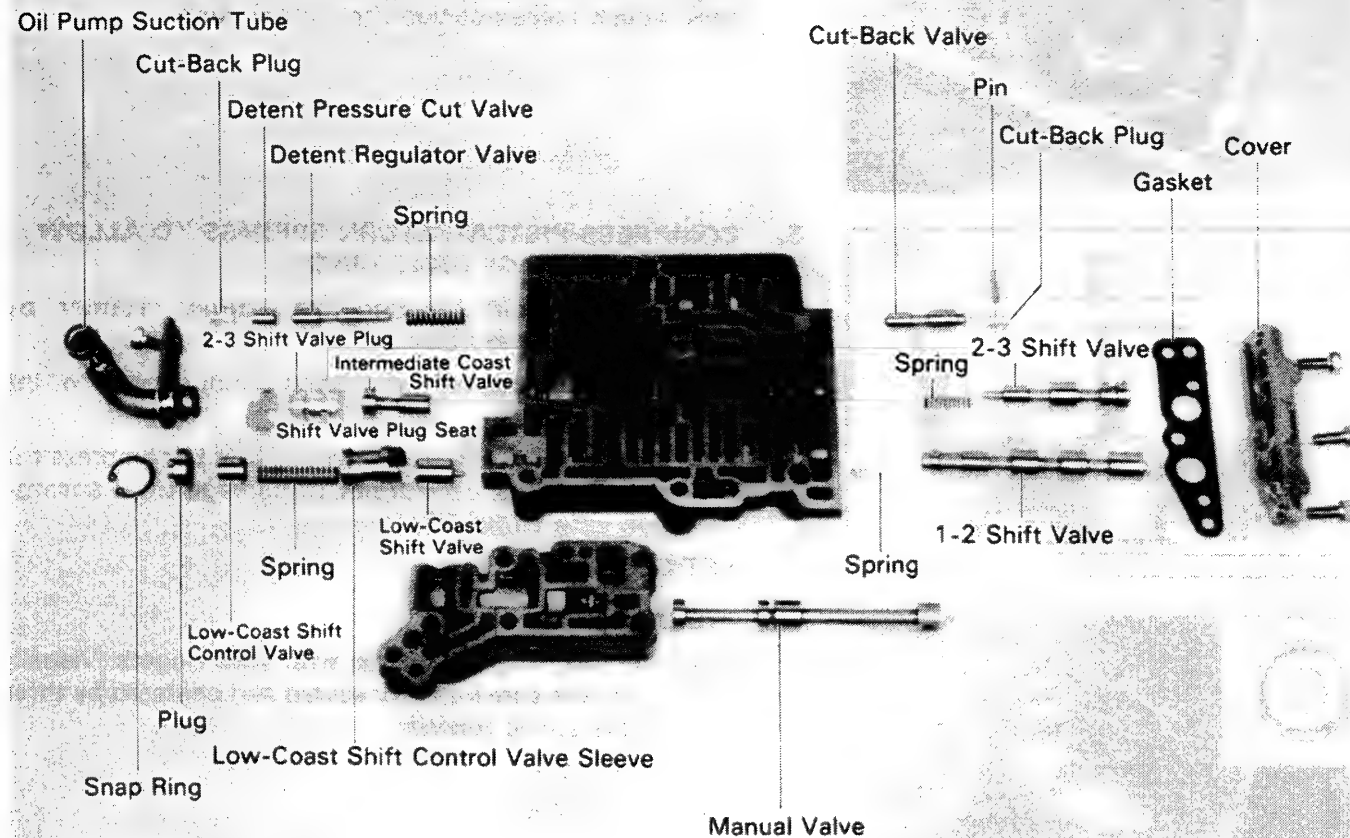 Oil Pump Suction Tube
Cut-Back Valve
Cut-Back Plug
Pin
Detent Pressure Cut Valve
Cut-Back Plug
Cover
Detent Regulator Valve
Gasket
Spring
2-3 Shift Valve Plug
2-3 Shift Valve
Intermediate Coast
Shift Valve
Spring
Shift Valve Plug Seat
Low-Coast
Shift Valve
1-2 Shift Valve
Spring
Spring
Low-Coast Shift
Control Valve
Plug
Low-Coast Shift Control Valve Sleeve
Snap Ring
Manual Valve